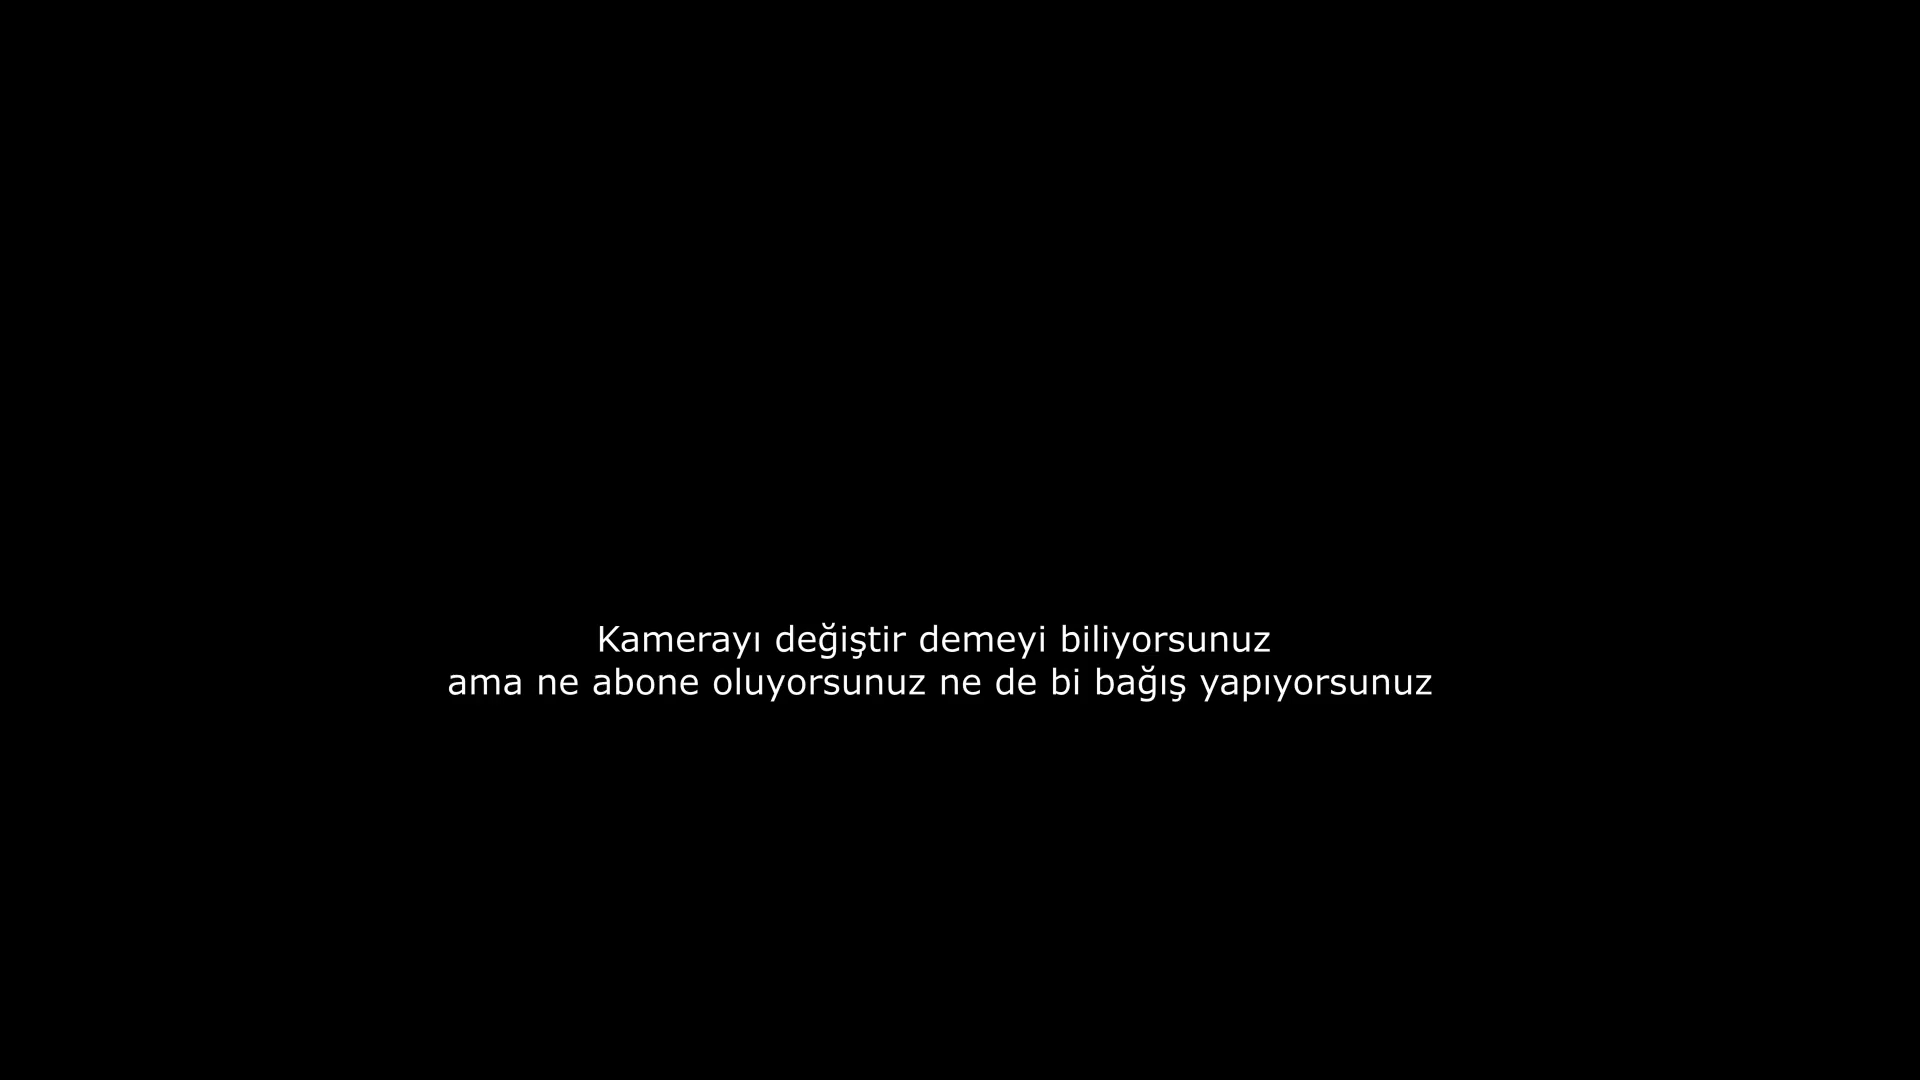 Kamerayı değiştir demeyi biliyorsunuz
ama ne abone oluyorsunuz ne de bi bağış yapıyorsunuz